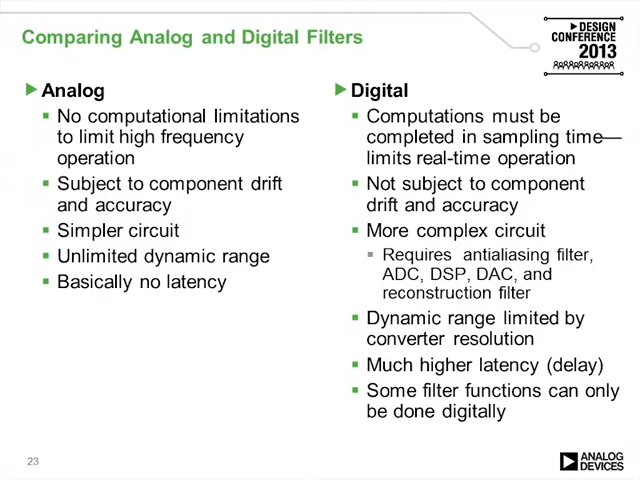 Comparing Analog and Digital Filters
DESIGN
CONFERENCE
2013
Analog
No computational limitations
to limit high frequency
operation
Subject to component drift
and accuracy
Simpler circuit
Unlimited dynamic range
Basically no latency
Digital
Computations must be
completed in sampling time—
limits real-time operation
Not subject to component
drift and accuracy
More complex circuit
Requires antialiasing filter,
ADC, DSP, DAC, and
reconstruction filter
Dynamic range limited by
converter resolution
Much higher latency (delay)
Some filter functions can only
be done digitally
23
ANALOG
DEVICES